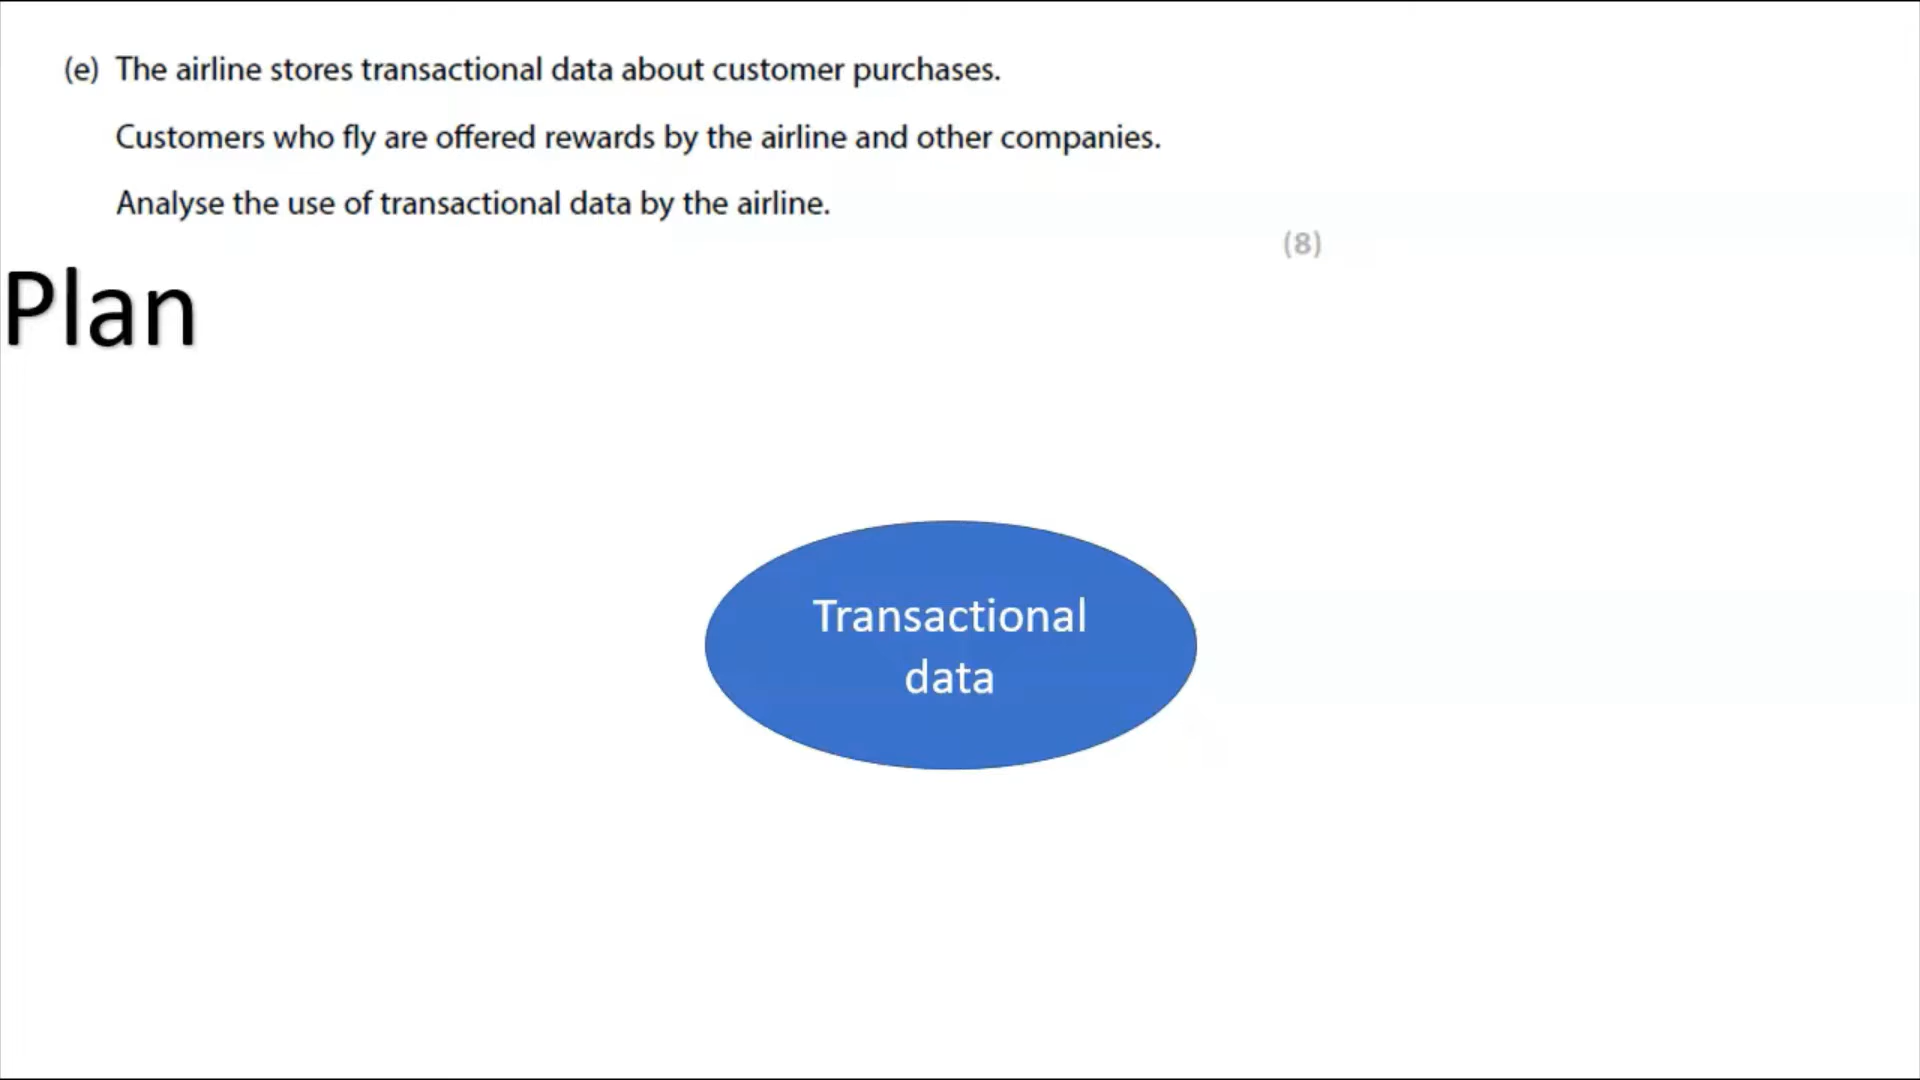 (e) The airline stores transactional data about customer purchases.
Customers who fly are offered rewards by the airline and other companies.
Analyse the use of transactional data by the airline.
(8)
Plan
Transactional
data